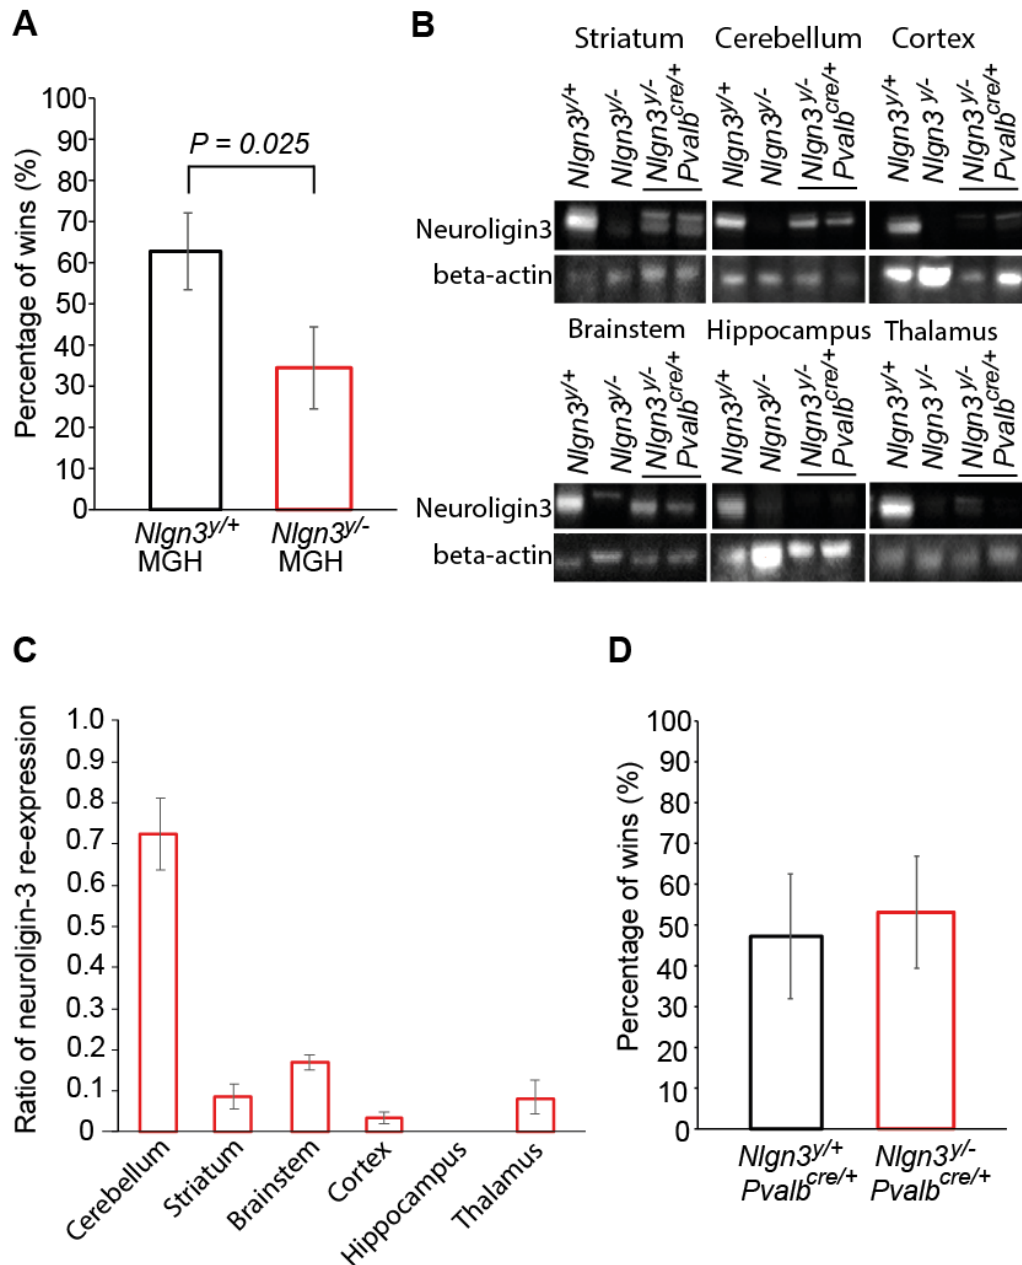 A
Percentage of wins (%)
100
90
80
70
60
50
40
30
20
10
0
P = 0.025
Nlgn3y/+
MGH
Nlgn3y/-
MGH
B
Striatum
Cerebellum
Cortex
Nlgn3y/+
Nlgn3y/-
Nlgn3y/-
Pvalbcre/+
Nlgn3y/+
Nlgn3y/-
Nlgn3y/-
Pvalbcre/+
Nlgn3y/+
Nlgn3 y/-
Nlgn3y/-
Pvalbcre/+
Neuroligin3
beta-actin
Brainstem
Hippocampus
Thalamus
Nlgn3y/+
Nlgn3y/-
Nlgn3y/-
Pvalbcre/+
Nlgn3y/+
Nlgn3y/-
Nlgn3y/-
Pvalbcre/+
Nlgn3y/+
Nlgn3y/-
Nlgn3y/-
Pvalbcre/+
Neuroligin3
beta-actin
C
Ratio of neuroligin-3 re-expression
1.0
0.9
0.8
0.7
0.6
0.5
0.4
0.3
0.2
0.1
0
Cerebellum
Striatum
Brainstem
Cortex
Hippocampus
Thalamus
D
Percentage of wins (%)
100
90
80
70
60
50
40
30
20
10
0
Nlgn3y/+
Pvalbcre/+
Nlgn3y/-
Pvalbcre/+